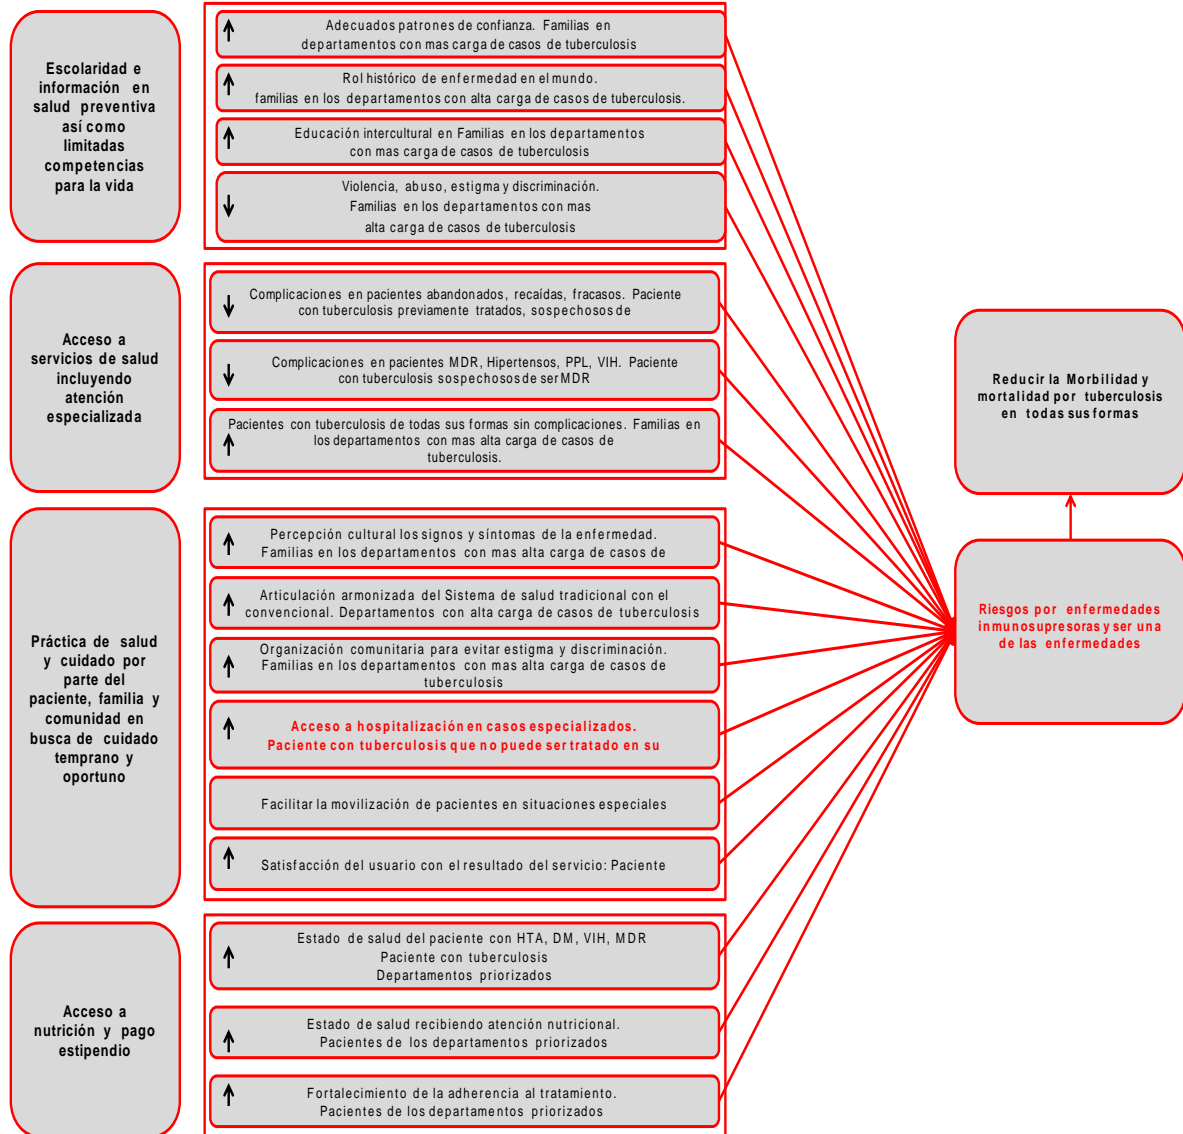 Escolaridad e
información en
salud preventiva
así como
limitadas
competencias
para la vida
↑ Adecuados patrones de confianza. Familias en
departamentos con mas carga de casos de tuberculosis
↑ Rol histórico de enfermedad en el mundo.
familias en los departamentos con alta carga de casos de tuberculosis.
↑ Educación intercultural en Familias en los departamentos
con mas carga de casos de tuberculosis
↓ Violencia, abuso, estigma y discriminación.
Familias en los departamentos con mas
alta carga de casos de tuberculosis
Acceso a
servicios de salud
incluyendo
atención
especializada
↓ Complicaciones en pacientes abandonados, recaídas, fracasos. Paciente
con tuberculosis previamente tratados, sospechosos de
↓ Complicaciones en pacientes MDR, Hipertensos, PPL, VIH. Paciente
con tuberculosis sospechosos de ser MDR
↑ Pacientes con tuberculosis de todas sus formas sin complicaciones. Familias en
los departamentos con mas alta carga de casos de
tuberculosis.
Práctica de salud
y cuidado por
parte del
paciente, familia y
comunidad en
busca de cuidado
temprano y
oportuno
↑ Percepción cultural los signos y síntomas de la enfermedad.
Familias en los departamentos con mas alta carga de casos de
↑ Articulación armonizada del Sistema de salud tradicional con el
convencional. Departamentos con alta carga de casos de tuberculosis
↑ Organización comunitaria para evitar estigma y discriminación.
Familias en los departamentos con mas alta carga de casos de
tuberculosis
↑ Acceso a hospitalización en casos especializados.
Paciente con tuberculosis que no puede ser tratado en su
Facilitar la movilización de pacientes en situaciones especiales
↑ Satisfacción del usuario con el resultado del servicio: Paciente
Acceso a
nutrición y pago
estipendio
↑ Estado de salud del paciente con HTA, DM, VIH, MDR
Paciente con tuberculosis
Departamentos priorizados
↑ Estado de salud recibiendo atención nutricional.
Pacientes de los departamentos priorizados
↑ Fortalecimiento de la adherencia al tratamiento.
Pacientes de los departamentos priorizados
Reducir la Morbilidad y
mortalidad por tuberculosis
en todas sus formas
Riesgos por enfermedades
inmunosupresoras y ser una
de las enfermedades